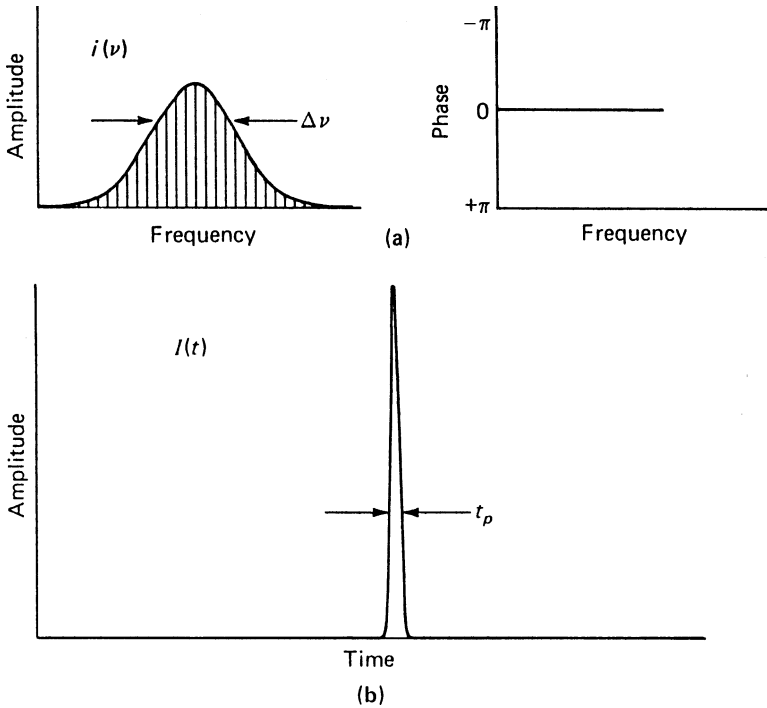 Amplitude
i(ν)
Δν
Frequency
Phase
−π
0
+π
Frequency
(a)
Amplitude
I(t)
t_p
Time
(b)